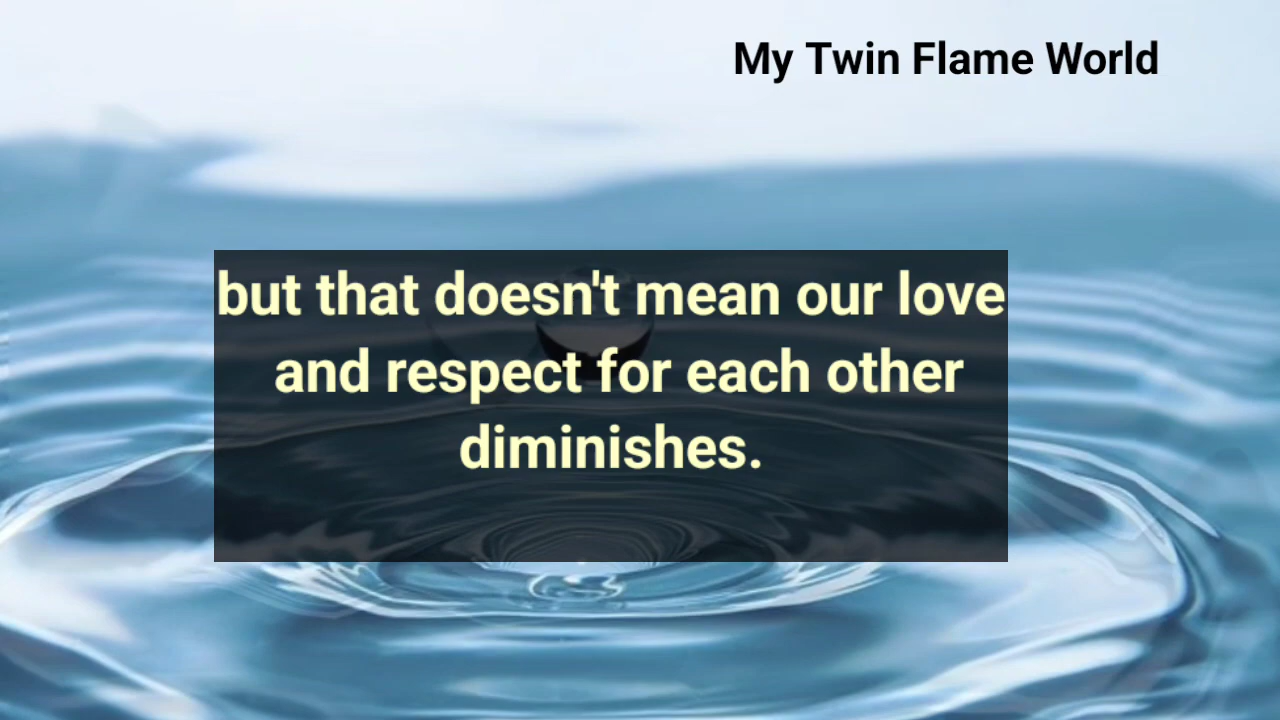 My Twin Flame World
but that doesn't mean our love
and respect for each other
diminishes.